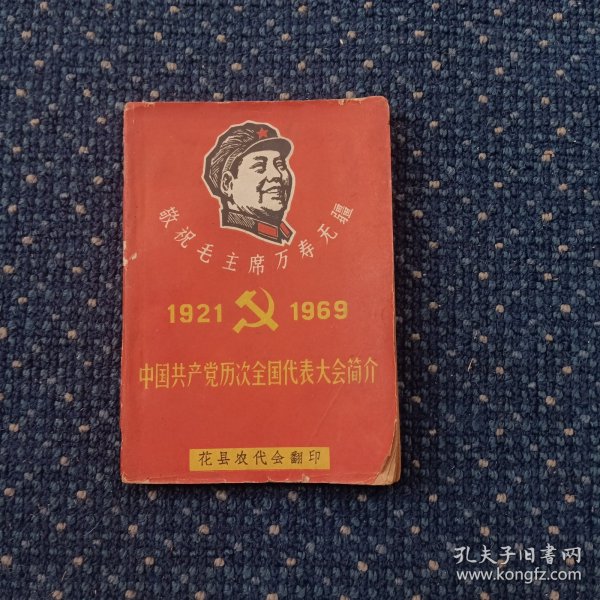 敬祝毛主席万寿无疆
1921 1969
中国共产党历次全国代表大会简介
花县农代会翻印
孔夫子旧書网
www.kongfz.com